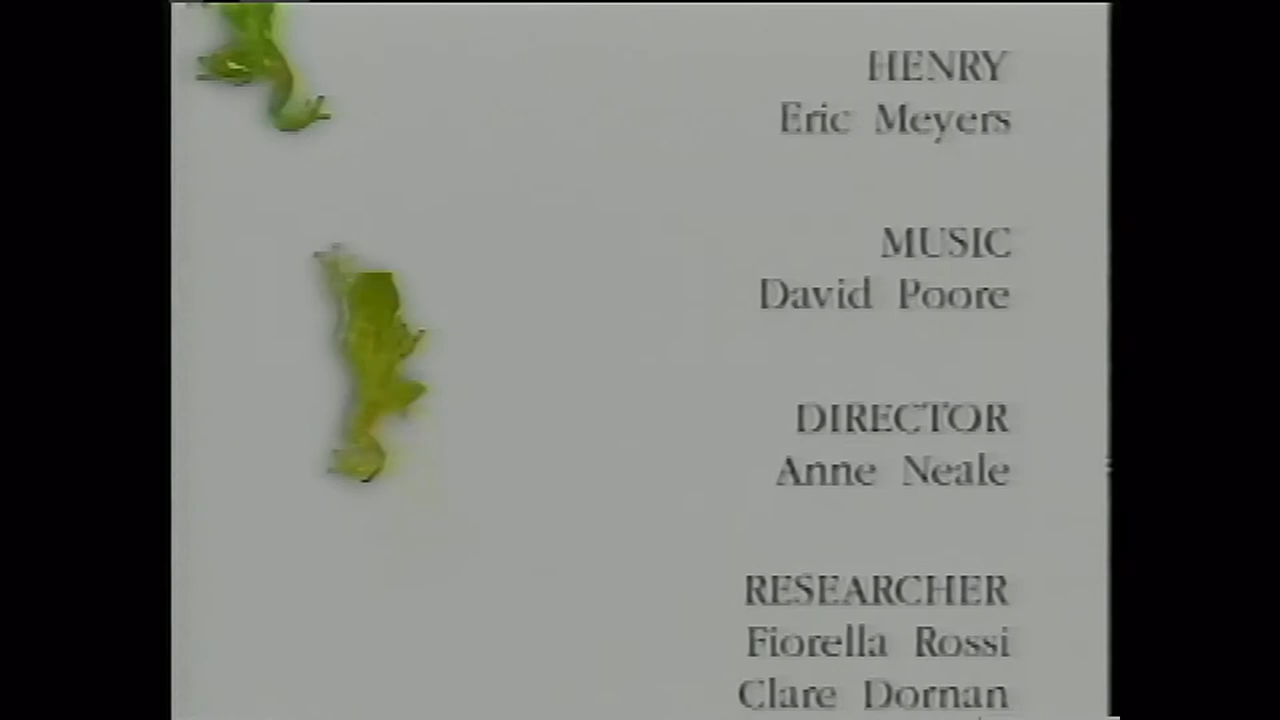 HENRY
Eric Meyers
MUSIC
David Poore
DIRECTOR
Anne Neale
RESEARCHER
Fiorella Rossi
Clare Dornan